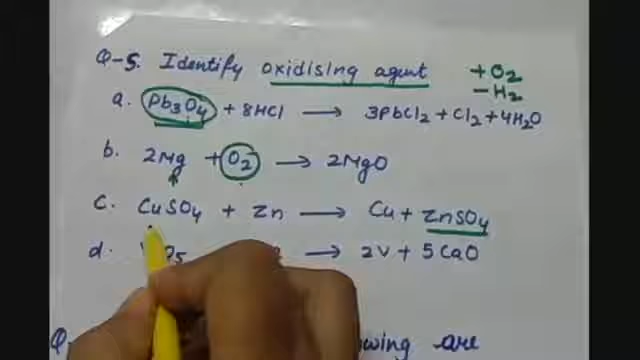 Q-5. Identify oxidising agent +O2
-H2
a. Pb3O4 + 8HCl → 3PbCl2 + Cl2 + 4H2O
b. 2Mg + O2 → 2MgO
c. CuSO4 + Zn → Cu + ZnSO4
d. → 2V + 5CaO
are